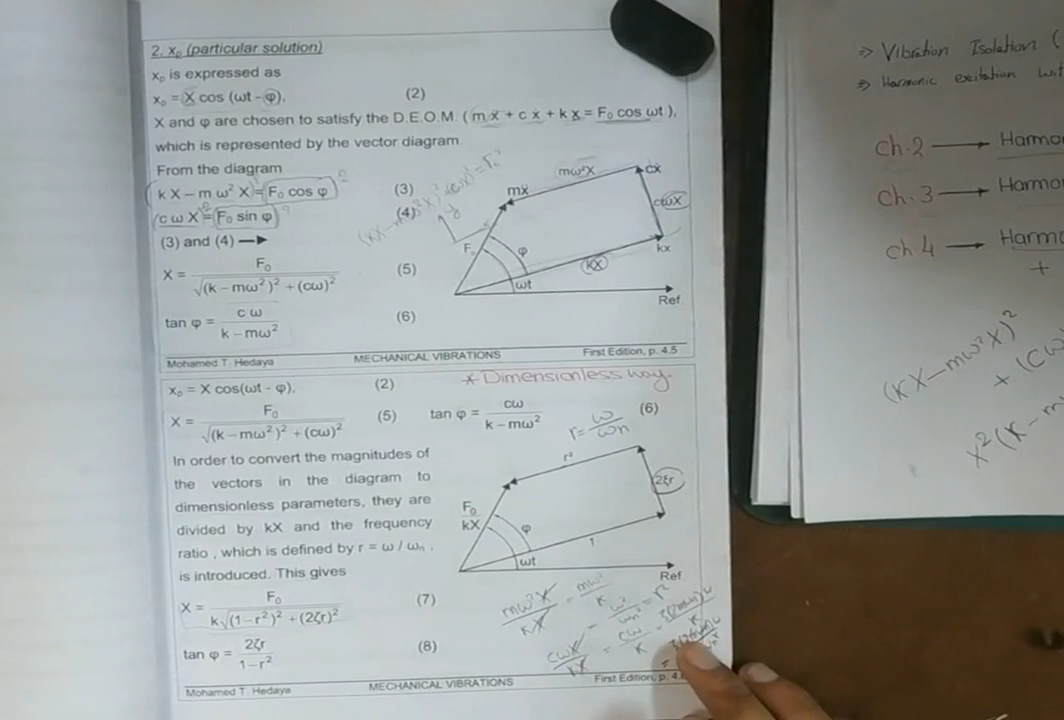 2. xₚ (particular solution)
xₚ is expressed as
xₚ = X cos (ωt - φ), (2)
X and φ are chosen to satisfy the D.E.O.M. ( mẍ + cẋ + kx = F₀ cos ωt ),
which is represented by the vector diagram.
From the diagram
k X – m ω² X = F₀ cos φ (3)
c ω X = F₀ sin φ (4)
(3) and (4) →
X = F₀ / √((k – mω²)² + (cω)²) (5)
tan φ = c ω / (k – mω²) (6)
mω²X
cẋ
mẍ
cωX
F₀
φ
kx
kX
ωt
Ref
Mohamed T. Hedaya MECHANICAL VIBRATIONS First Edition, p. 4.5
xₚ = X cos(ωt - φ), (2)
* Dimensionless way.
X = F₀ / √((k – mω²)² + (cω)²) (5) tan φ = cω / (k – mω²) (6)
r = ω/ωn
In order to convert the magnitudes of
the vectors in the diagram to
dimensionless parameters, they are
divided by kX and the frequency
ratio , which is defined by r = ω / ωₙ ,
is introduced. This gives
X = F₀ / k√((1 – r²)² + (2ζr)²) (7)
tan φ = 2ζr / (1 – r²) (8)
r²
2ξr
F₀/kX
φ
1
ωt
Ref
mω²X/KX = mω²/K
= ω²/ωn² = r²
cωX/KX = cω/K
Mohamed T. Hedaya MECHANICAL VIBRATIONS First Edition, p. 4.
⇒ Vibration Isolation (
⇒ Harmonic excitation wit
Ch.2 → Harmo
Ch.3 → Harmo
Ch 4 → Harmo
+
(KX – mω²X)²
+ (Cω
X² (K – m